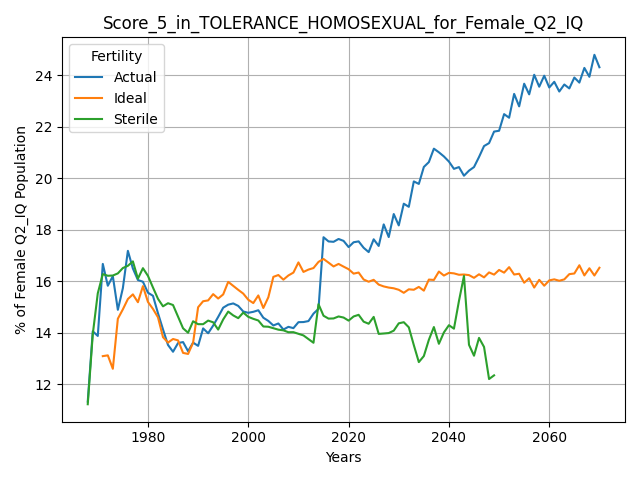 Score_5_in_TOLERANCE_HOMOSEXUAL_for_Female_Q2_IQ
Fertility
Actual
Ideal
Sterile
% of Female Q2_IQ Population
24
22
20
18
16
14
12
1980
2000
2020
2040
2060
Years